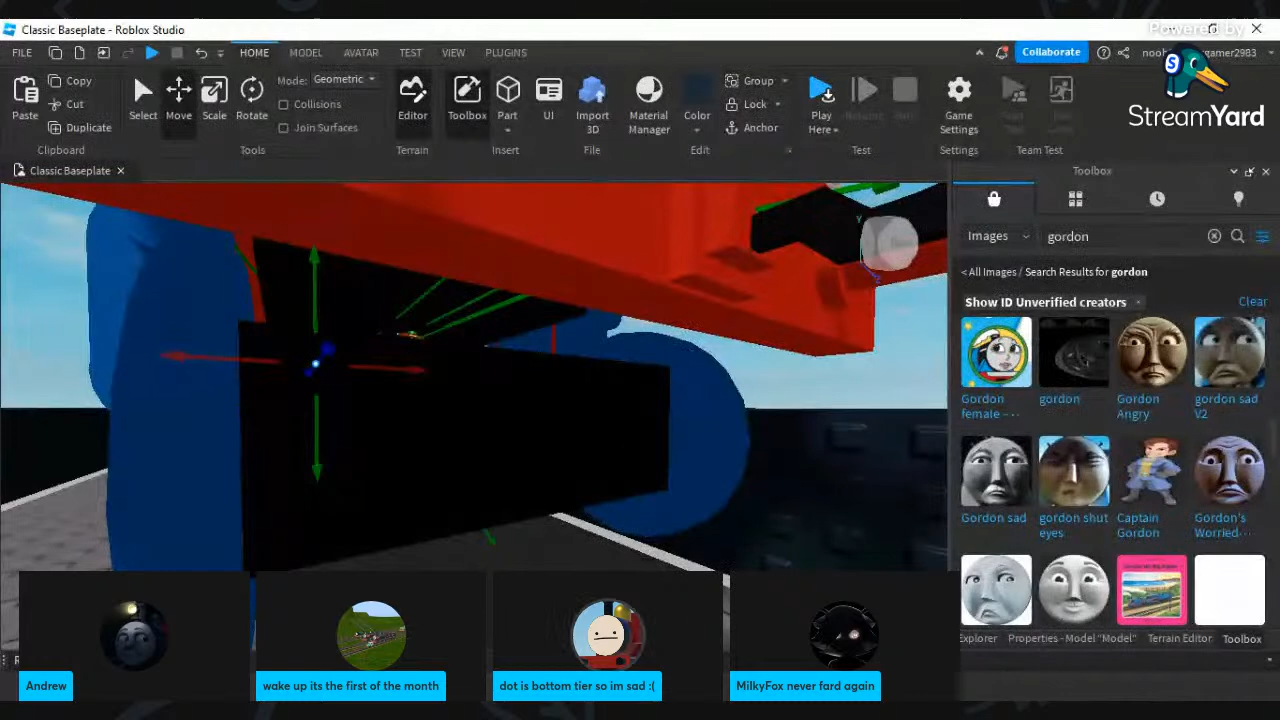 Classic Baseplate - Roblox Studio
Powered by
FILE
HOME
MODEL
AVATAR
TEST
VIEW
PLUGINS
Collaborate
StreamYard
Paste
Copy
Cut
Duplicate
Clipboard
Select
Move
Scale
Rotate
Mode: Geometric
Collisions
Join Surfaces
Tools
Editor
Terrain
Toolbox
Part
UI
Insert
Import
3D
File
Material
Manager
Color
Group
Lock
Anchor
Edit
Play
Here
Test
Game
Settings
Settings
Team Test
Classic Baseplate
Toolbox
Images
gordon
< All Images / Search Results for gordon
Show ID Unverified creators
Clear
Gordon
female - ...
gordon
Gordon
Angry
gordon sad
V2
Gordon sad
gordon shut
eyes
Captain
Gordon
Gordon's
Worried...
Explorer
Properties - Model "Model"
Terrain Editor
Toolbox
Y
Andrew
wake up its the first of the month
dot is bottom tier so im sad :(
MilkyFox never fard again